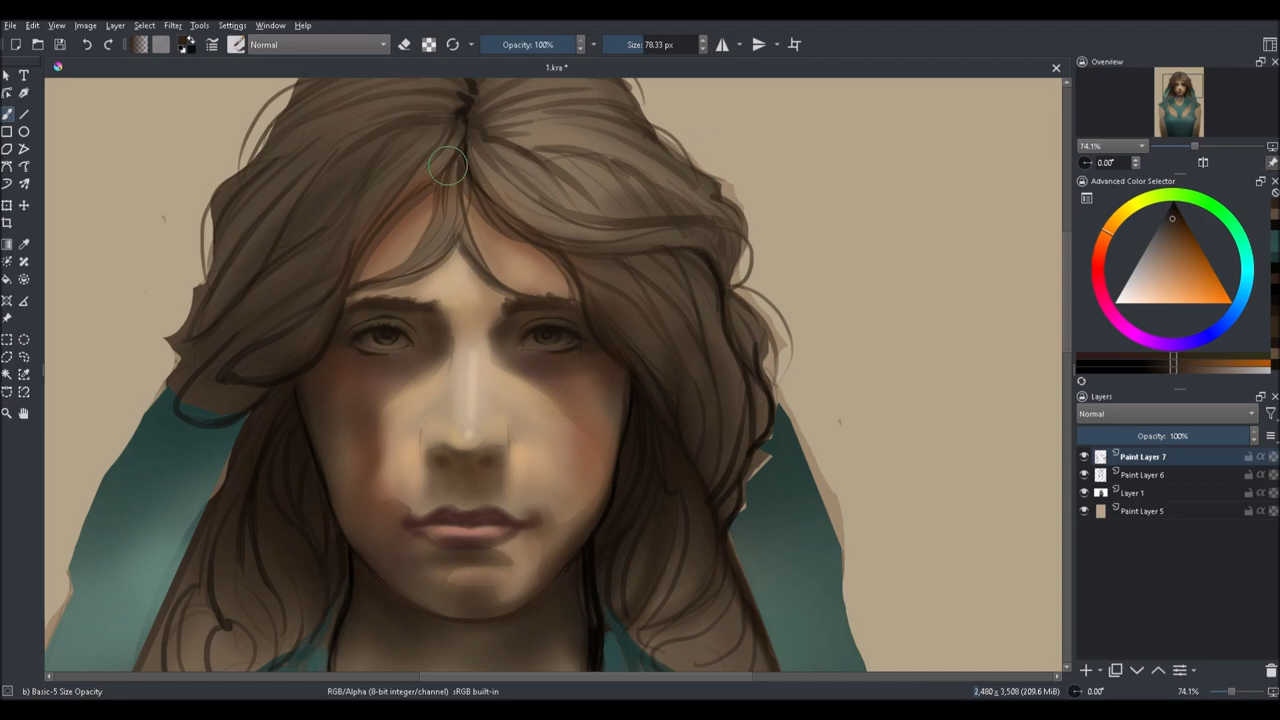 File Edit View Image Layer Select Filter Tools Settings Window Help
Normal Opacity: 100% Size: 78.33 px
1.kra *
Overview
74.1%
0.00°
Advanced Color Selector
Layers
Normal
Opacity: 100%
Paint Layer 7
Paint Layer 6
Layer 1
Paint Layer 5
b) Basic-5 Size Opacity RGB/Alpha (8-bit integer/channel) sRGB built-in 2,480 x 3,508 (209.6 MiB) 0.00° 74.1%